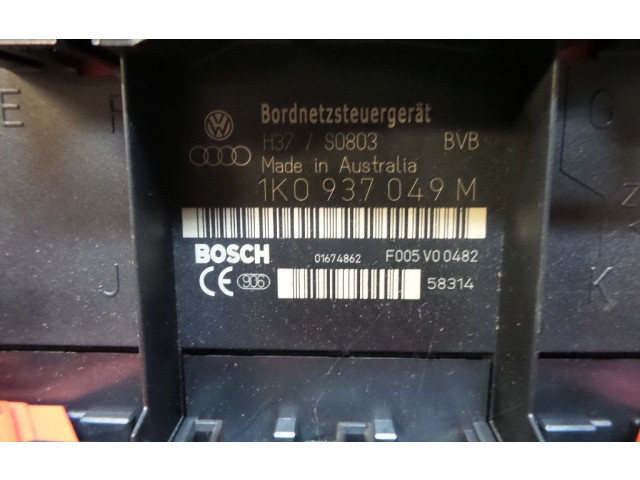 Bordnetzsteuergerät
H37 / S0803 BVB
Made in Australia
1K0 937 049 M
BOSCH 01674862 F005 V0 0482
CE 906 58314
E F G
Z
J K